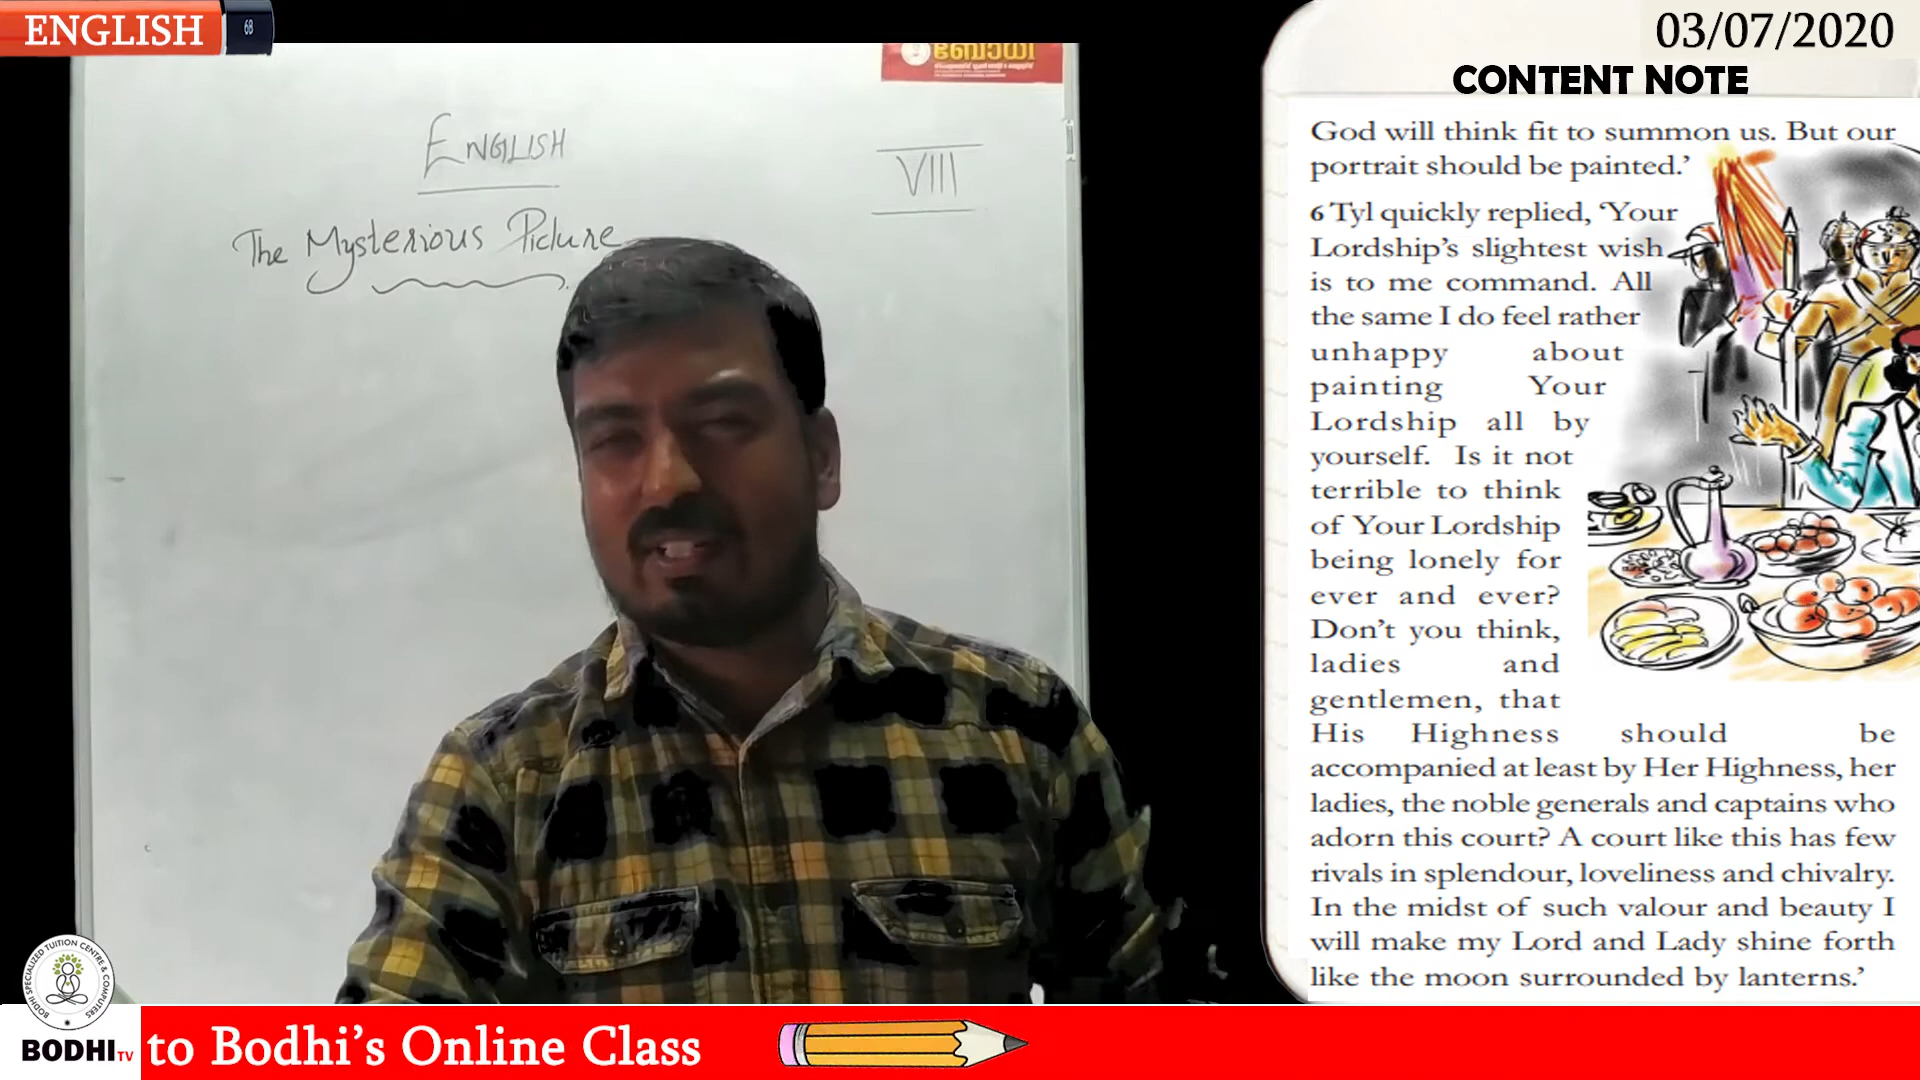 ENGLISH
68
03/07/2020
CONTENT NOTE
ബോധി
ENGLISH
VIII
The Mysterious Picture
God will think fit to summon us. But our
portrait should be painted.’
6 Tyl quickly replied, ‘Your
Lordship’s slightest wish
is to me command. All
the same I do feel rather
unhappy about
painting Your
Lordship all by
yourself. Is it not
terrible to think
of Your Lordship
being lonely for
ever and ever?
Don’t you think,
ladies and
gentlemen, that
His Highness should be
accompanied at least by Her Highness, her
ladies, the noble generals and captains who
adorn this court? A court like this has few
rivals in splendour, loveliness and chivalry.
In the midst of such valour and beauty I
will make my Lord and Lady shine forth
like the moon surrounded by lanterns.’
BODHI SPECIALIZED TUITION CENTRE & COMPUTERS
BODHI TV
to Bodhi’s Online Class